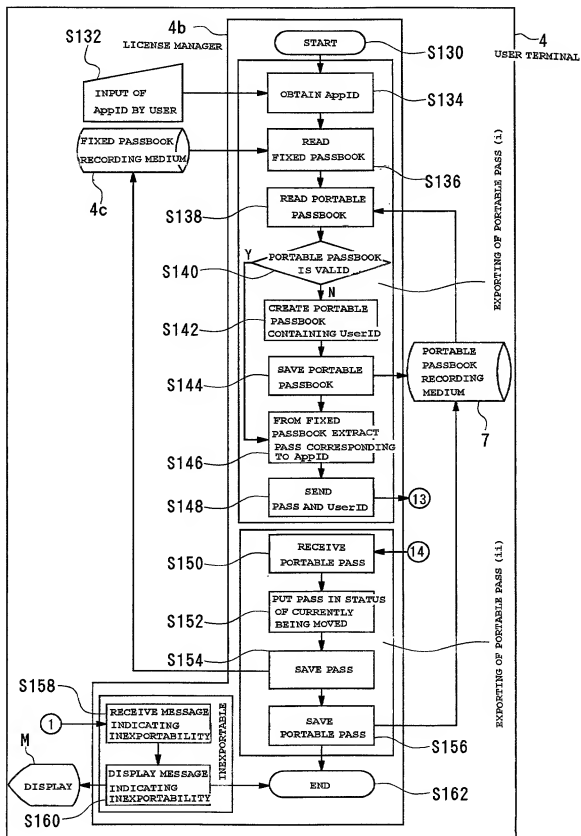 4b
LICENSE MANAGER
4
USER TERMINAL
S132
INPUT OF
AppID BY USER
START
S130
OBTAIN AppID
S134
FIXED PASSBOOK
RECORDING MEDIUM
4c
READ
FIXED PASSBOOK
S136
READ PORTABLE
PASSBOOK
S138
EXPORTING OF PORTABLE PASS (i)
Y
PORTABLE PASSBOOK
IS VALID
S140
N
CREATE PORTABLE
PASSBOOK
CONTAINING UserID
S142
SAVE PORTABLE
PASSBOOK
S144
PORTABLE
PASSBOOK
RECORDING
MEDIUM
7
FROM FIXED
PASSBOOK EXTRACT
PASS CORRESPONDING
TO AppID
S146
SEND
PASS AND UserID
S148
13
RECEIVE
PORTABLE PASS
S150
14
PUT PASS IN STATUS
OF CURRENTLY
BEING MOVED
S152
EXPORTING OF PORTABLE PASS (ii)
S154
SAVE PASS
SAVE
PORTABLE PASS
S156
S158
1
RECEIVE MESSAGE
INDICATING
INEXPORTABILITY
INEXPORTABLE
M
DISPLAY
DISPLAY MESSAGE
INDICATING
INEXPORTABILITY
S160
END
S162